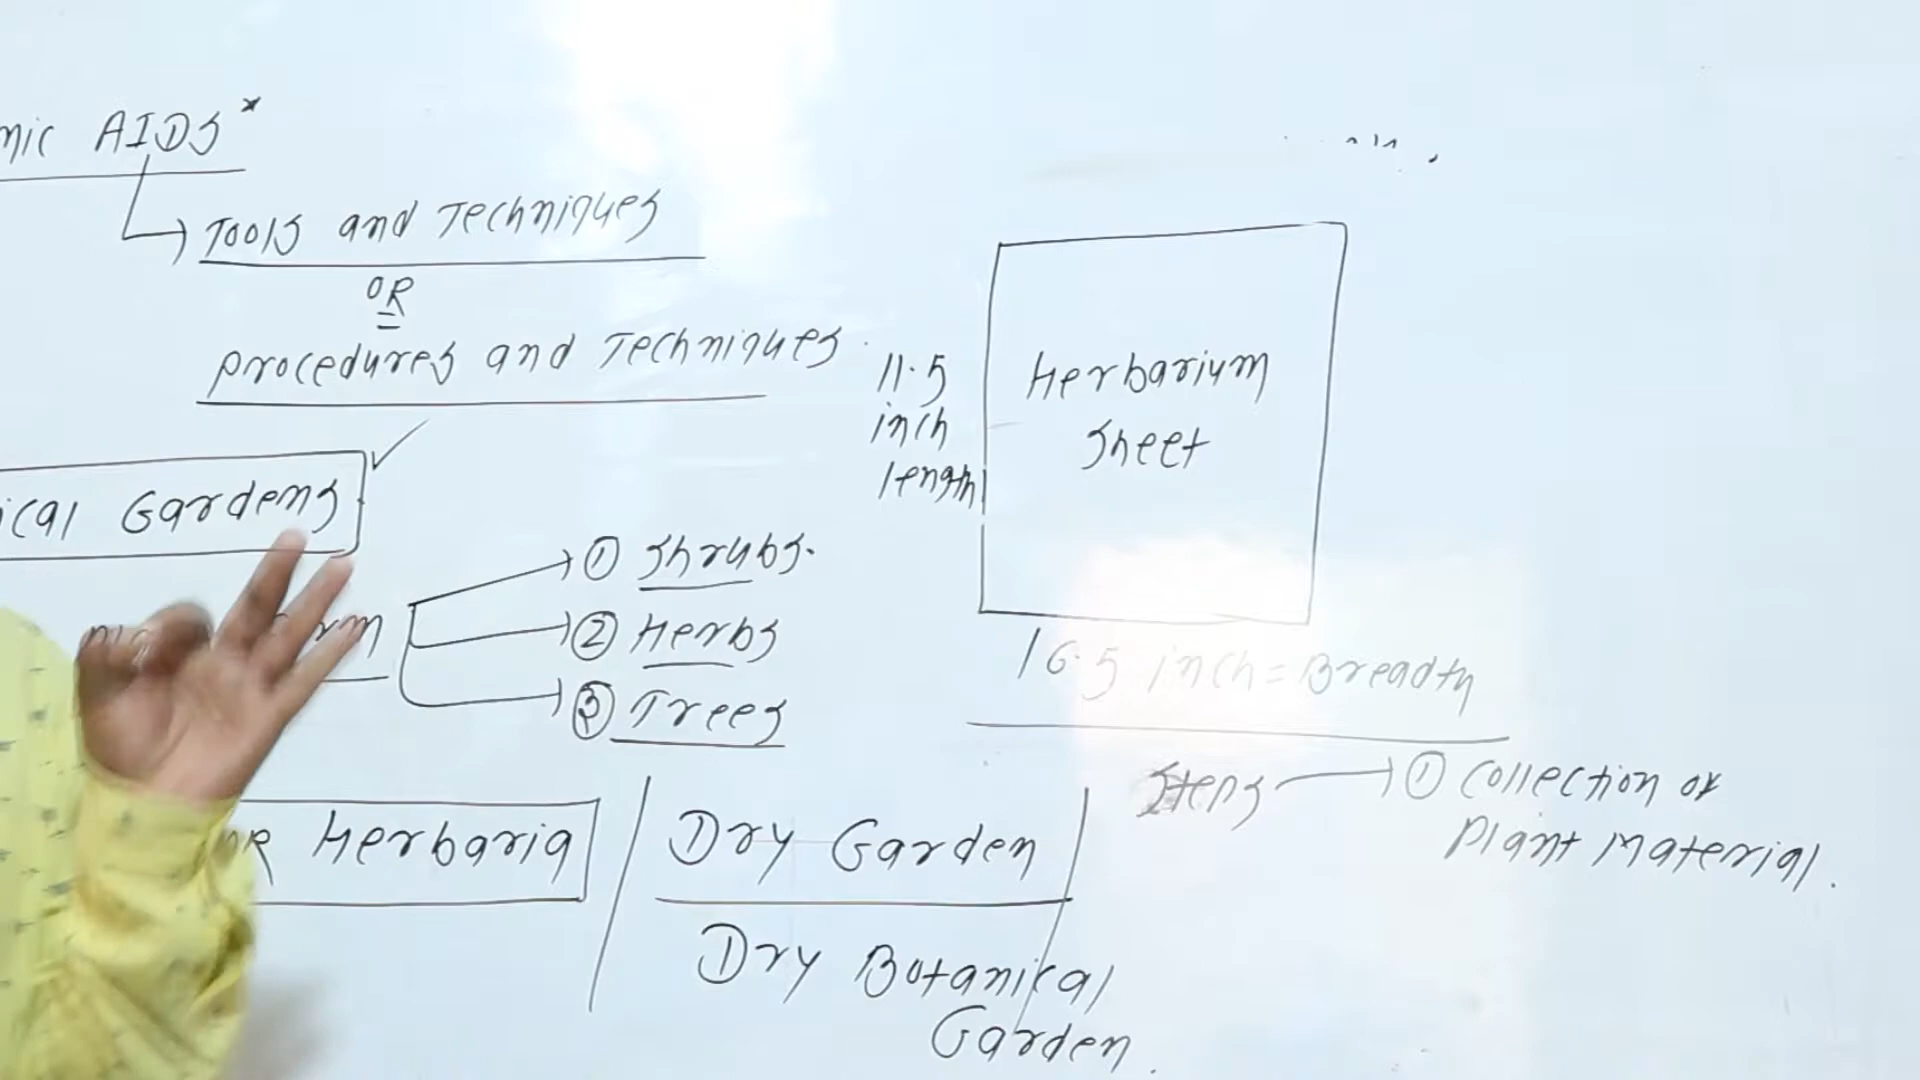 AIDS*
Tools and Techniques
OR
Procedures and Techniques
Gardens
① Shrubs.
② Herbs
③ Trees
OR Herbaria
Dry Garden
Dry Botanical
Garden.
Herbarium
Sheet
11.5
inch
length
16.5 inch = Breadth
Steps → ① Collection of
Plant Material.